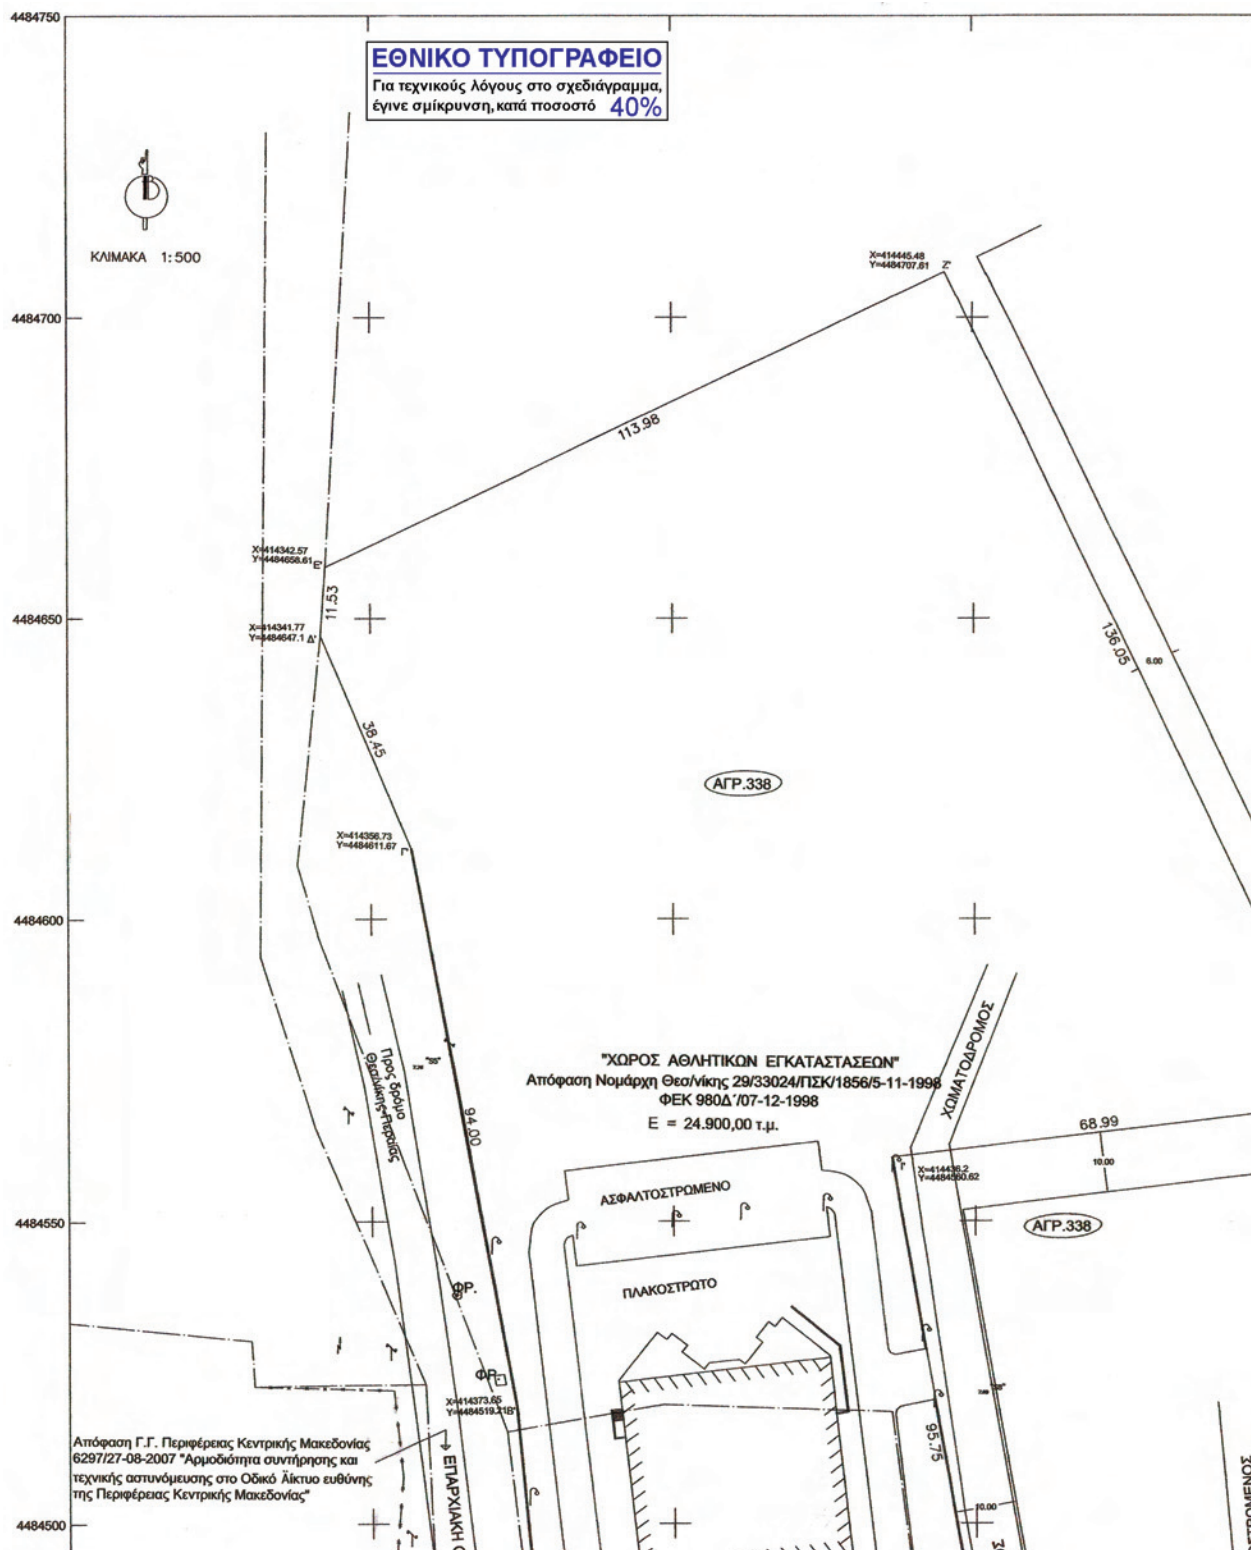 4484750
ΕΘΝΙΚΟ ΤΥΠΟΓΡΑΦΕΙΟ
Για τεχνικούς λόγους στο σχεδιάγραμμα,
έγινε σμίκρυνση, κατά ποσοστό 40%
ΚΛΙΜΑΚΑ 1:500
X=414445.48
Y=4484707.61
Z'
4484700
113.98
X=414342.57
Y=4484658.61 E'
11.53
4484650
X=414341.77
Y=4484647.1 Δ'
136.05
6.00
38.45
ΑΓΡ.338
X=414356.73
Y=4484611.67
Γ
4484600
ΧΩΜΑΤΟΔΡΟΜΟΣ
Προς δρόμο
Θεσ/νίκης-Περαίας
"ΧΩΡΟΣ ΑΘΛΗΤΙΚΩΝ ΕΓΚΑΤΑΣΤΑΣΕΩΝ"
Απόφαση Νομάρχη Θεσ/νίκης 29/33024/ΠΣΚ/1856/5-11-1998
ΦΕΚ 980Δ΄/07-12-1998
Ε = 24.900,00 τ.μ.
94.00
68.99
10.00
X=414436.2
Y=4484560.62
ΑΣΦΑΛΤΟΣΤΡΩΜΕΝΟ
4484550
ΑΓΡ.338
ΠΛΑΚΟΣΤΡΩΤΟ
ΦΡ.
ΦΡ.
X=414373.65
Y=4484519.21Β'
95.75
Απόφαση Γ.Γ. Περιφέρειας Κεντρικής Μακεδονίας
6297/27-08-2007 "Αρμοδιότητα συντήρησης και
τεχνικής αστυνόμευσης στο Οδικό Δίκτυο ευθύνης
της Περιφέρειας Κεντρικής Μακεδονίας"
ΕΠΑΡΧΙΑΚΗ
10.00
4484500